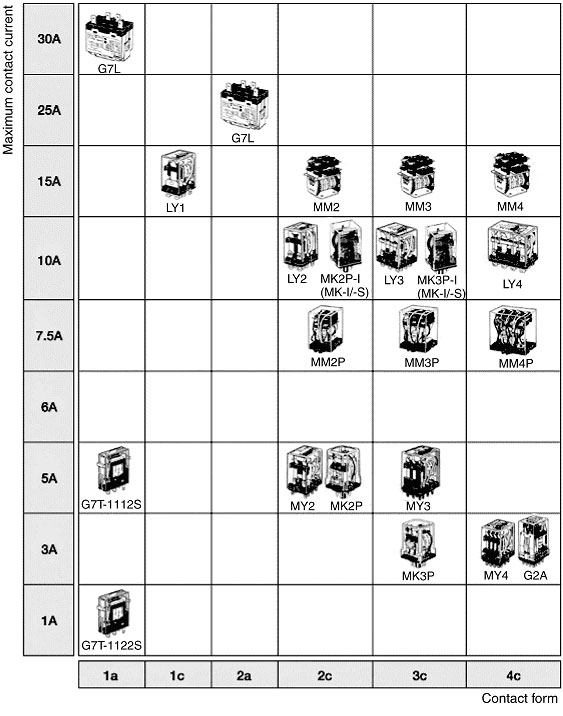 Maximum contact current
30A
G7L
25A
G7L
15A
LY1 MM2 MM3 MM4
10A
LY2 MK2P-I LY3 MK3P-I LY4
(MK-I/-S) (MK-I/-S)
7.5A
MM2P MM3P MM4P
6A
5A
G7T-1112S MY2 MK2P MY3
3A
MK3P MY4 G2A
1A
G7T-1122S
1a 1c 2a 2c 3c 4c
Contact form